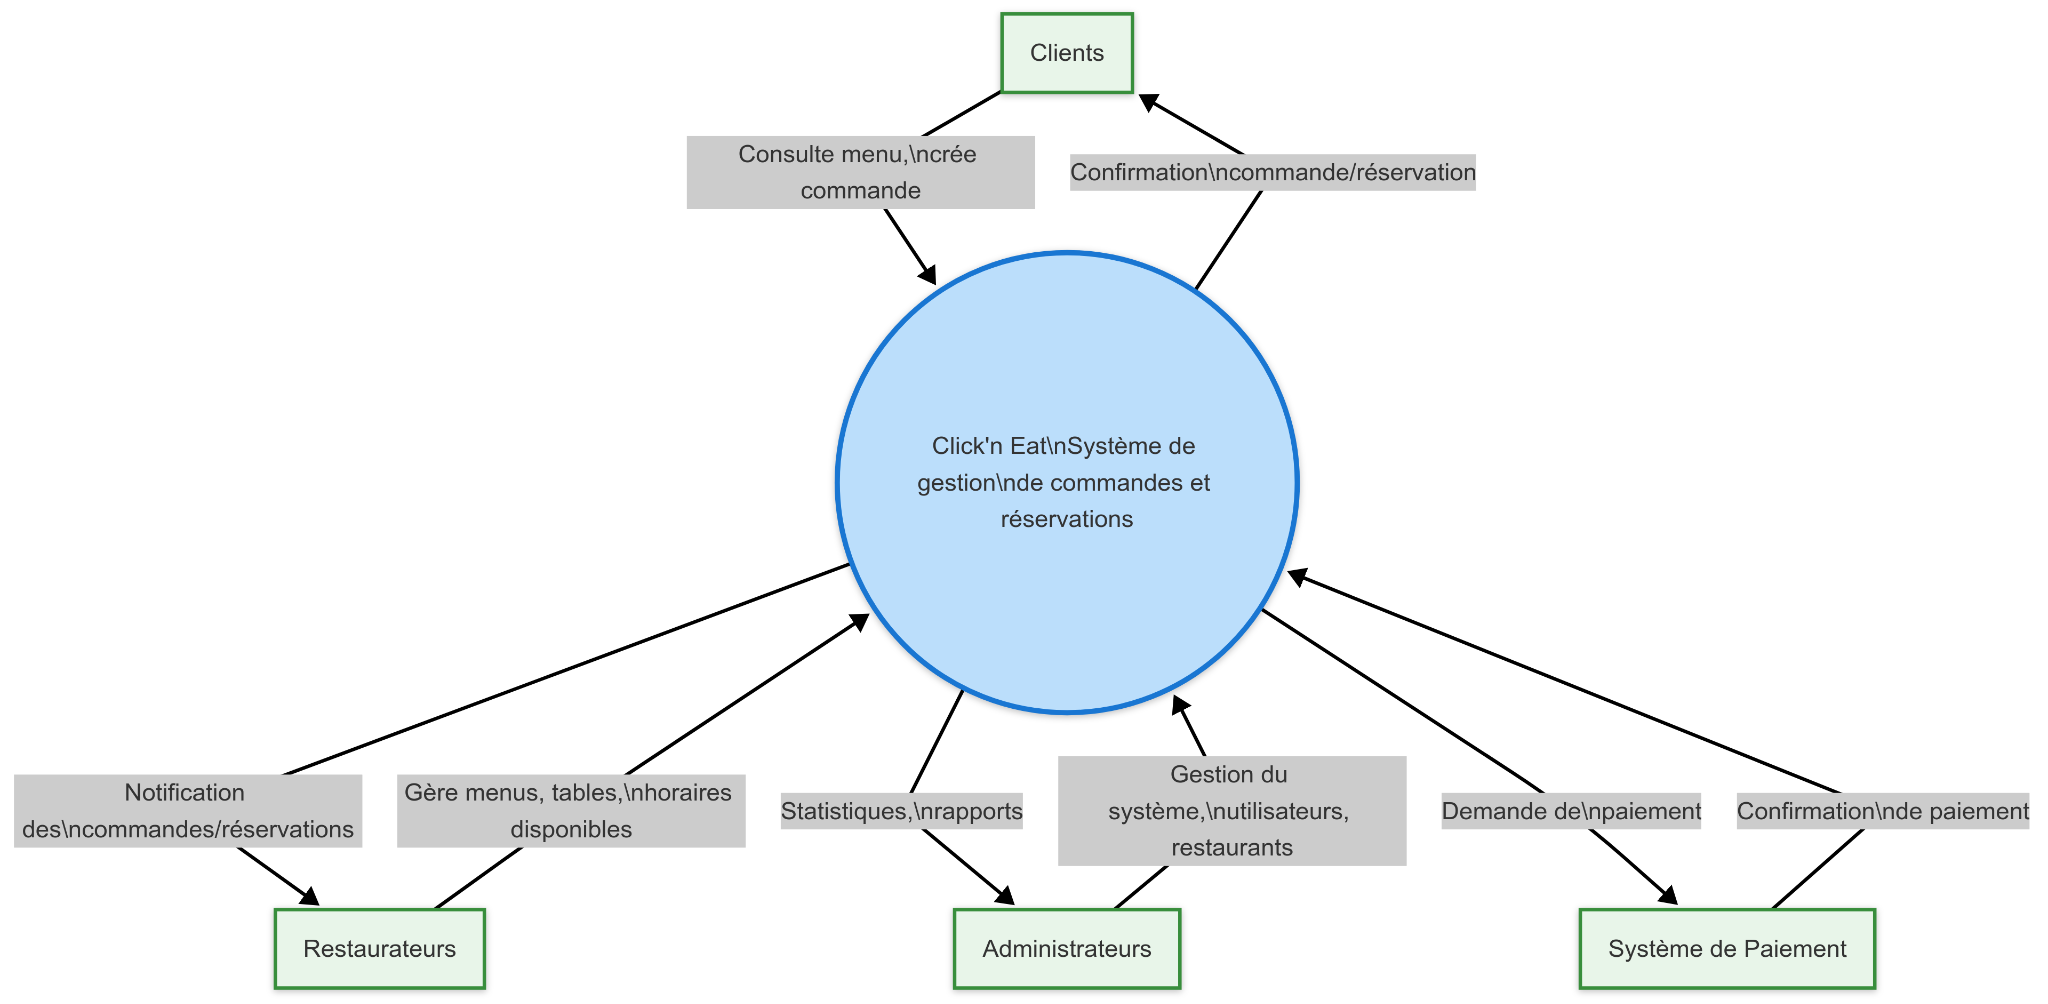 Clients
Consulte menu,\ncrée
commande
Confirmation\ncommande/réservation
Click'n Eat\nSystème de
gestion\nde commandes et
réservations
Notification
des\ncommandes/réservations
Gère menus, tables,\nhoraires
disponibles
Statistiques,\nrapports
Gestion du
système,\nutilisateurs,
restaurants
Demande de\npaiement
Confirmation\nde paiement
Restaurateurs
Administrateurs
Système de Paiement